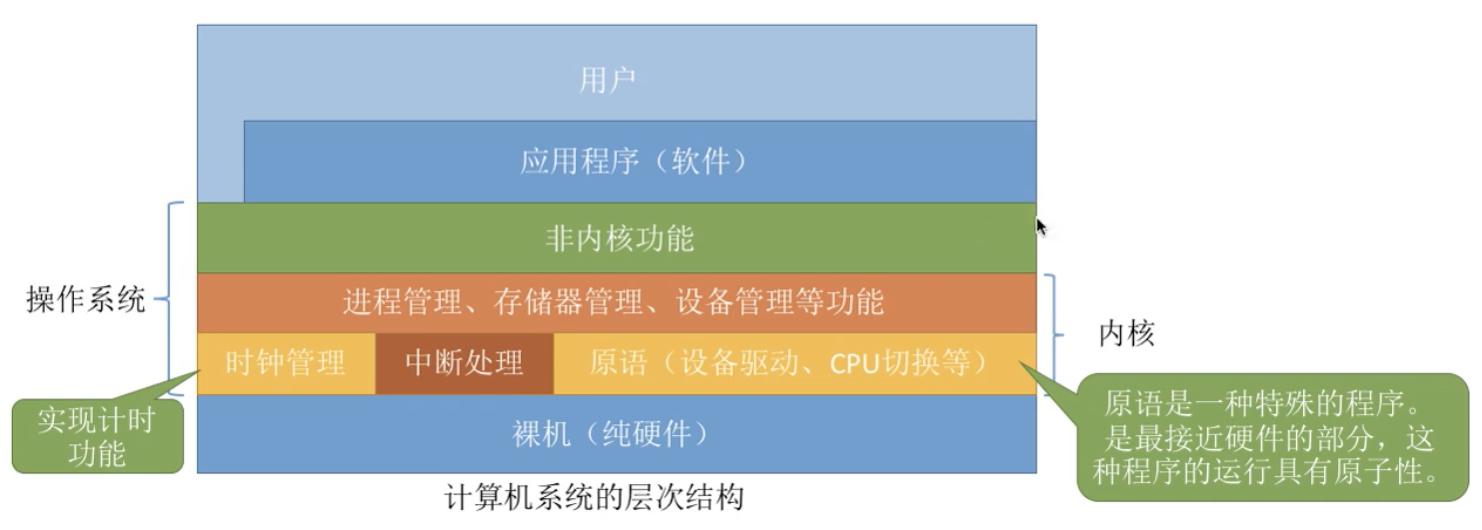 用户
应用程序（软件）
非内核功能
操作系统
进程管理、存储器管理、设备管理等功能
内核
时钟管理
中断处理
原语（设备驱动、CPU切换等）
实现计时
功能
裸机（纯硬件）
原语是一种特殊的程序。
是最接近硬件的部分，这
种程序的运行具有原子性。
计算机系统的层次结构